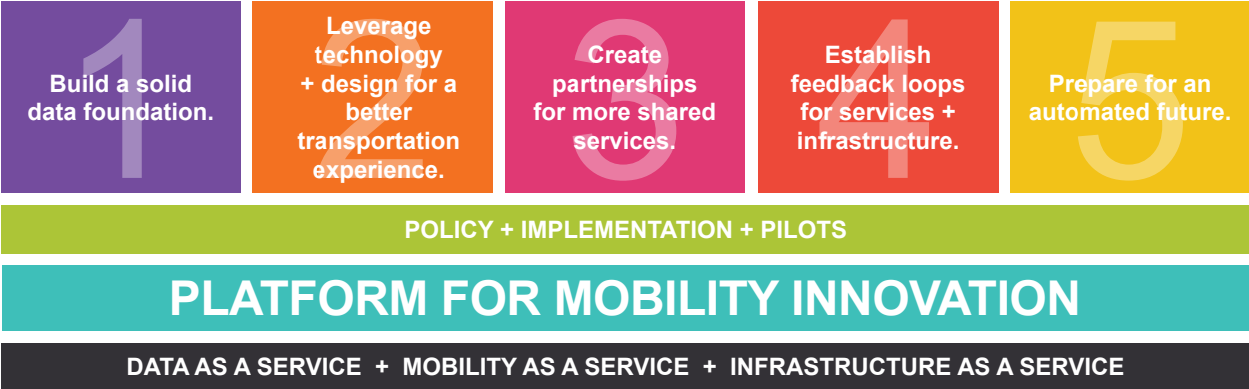 1
Build a solid
data foundation.
2
Leverage
technology
+ design for a
better
transportation
experience.
3
Create
partnerships
for more shared
services.
4
Establish
feedback loops
for services +
infrastructure.
5
Prepare for an
automated future.
POLICY + IMPLEMENTATION + PILOTS
PLATFORM FOR MOBILITY INNOVATION
DATA AS A SERVICE + MOBILITY AS A SERVICE + INFRASTRUCTURE AS A SERVICE